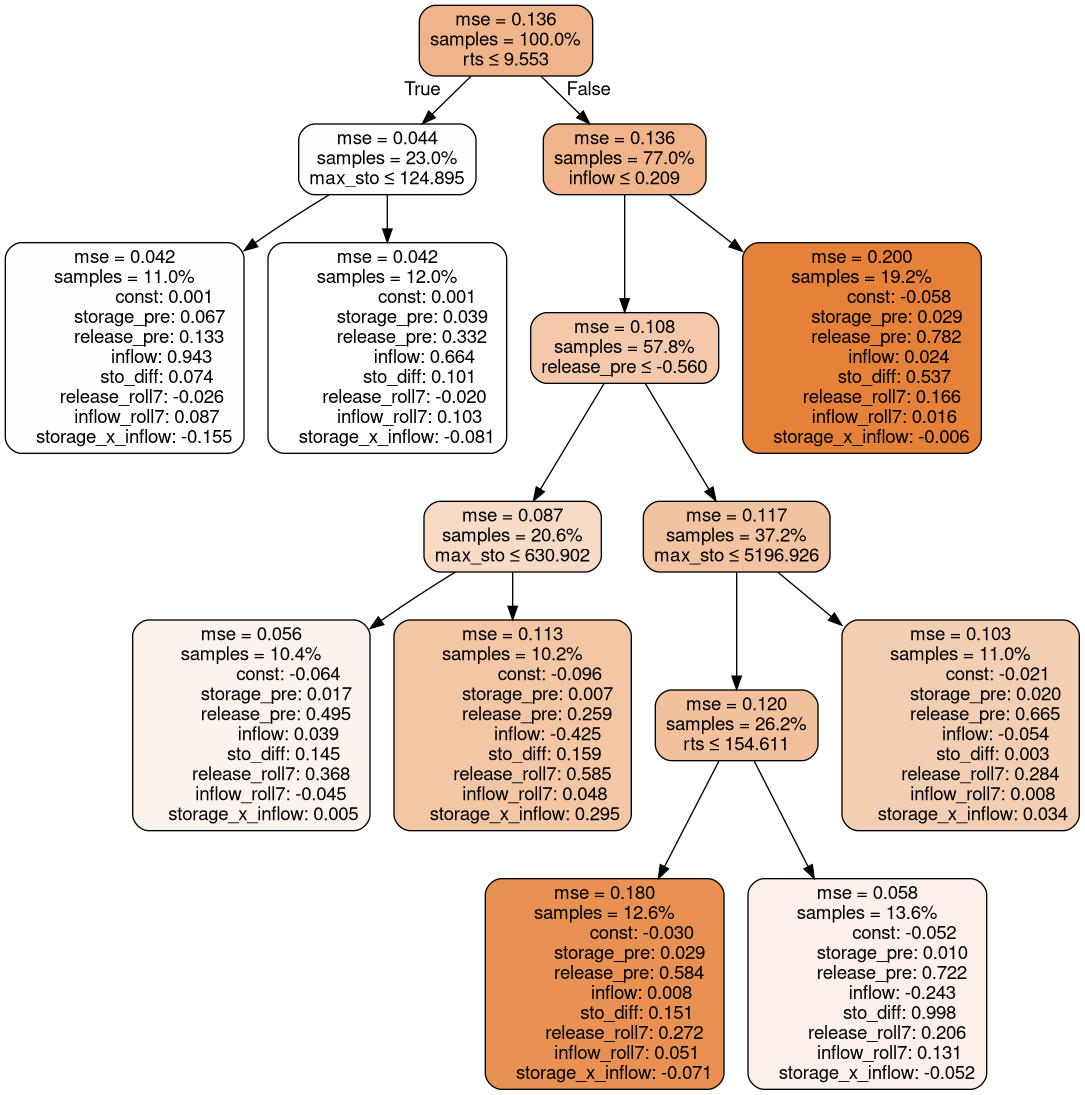 mse = 0.136
samples = 100.0%
rts ≤ 9.553
True
False
mse = 0.044
samples = 23.0%
max_sto ≤ 124.895
mse = 0.136
samples = 77.0%
inflow ≤ 0.209
mse = 0.042
samples = 11.0%
const: 0.001
storage_pre: 0.067
release_pre: 0.133
inflow: 0.943
sto_diff: 0.074
release_roll7: -0.026
inflow_roll7: 0.087
storage_x_inflow: -0.155
mse = 0.042
samples = 12.0%
const: 0.001
storage_pre: 0.039
release_pre: 0.332
inflow: 0.664
sto_diff: 0.101
release_roll7: -0.020
inflow_roll7: 0.103
storage_x_inflow: -0.081
mse = 0.108
samples = 57.8%
release_pre ≤ -0.560
mse = 0.200
samples = 19.2%
const: -0.058
storage_pre: 0.029
release_pre: 0.782
inflow: 0.024
sto_diff: 0.537
release_roll7: 0.166
inflow_roll7: 0.016
storage_x_inflow: -0.006
mse = 0.087
samples = 20.6%
max_sto ≤ 630.902
mse = 0.117
samples = 37.2%
max_sto ≤ 5196.926
mse = 0.056
samples = 10.4%
const: -0.064
storage_pre: 0.017
release_pre: 0.495
inflow: 0.039
sto_diff: 0.145
release_roll7: 0.368
inflow_roll7: -0.045
storage_x_inflow: 0.005
mse = 0.113
samples = 10.2%
const: -0.096
storage_pre: 0.007
release_pre: 0.259
inflow: -0.425
sto_diff: 0.159
release_roll7: 0.585
inflow_roll7: 0.048
storage_x_inflow: 0.295
mse = 0.120
samples = 26.2%
rts ≤ 154.611
mse = 0.103
samples = 11.0%
const: -0.021
storage_pre: 0.020
release_pre: 0.665
inflow: -0.054
sto_diff: 0.003
release_roll7: 0.284
inflow_roll7: 0.008
storage_x_inflow: 0.034
mse = 0.180
samples = 12.6%
const: -0.030
storage_pre: 0.029
release_pre: 0.584
inflow: 0.008
sto_diff: 0.151
release_roll7: 0.272
inflow_roll7: 0.051
storage_x_inflow: -0.071
mse = 0.058
samples = 13.6%
const: -0.052
storage_pre: 0.010
release_pre: 0.722
inflow: -0.243
sto_diff: 0.998
release_roll7: 0.206
inflow_roll7: 0.131
storage_x_inflow: -0.052